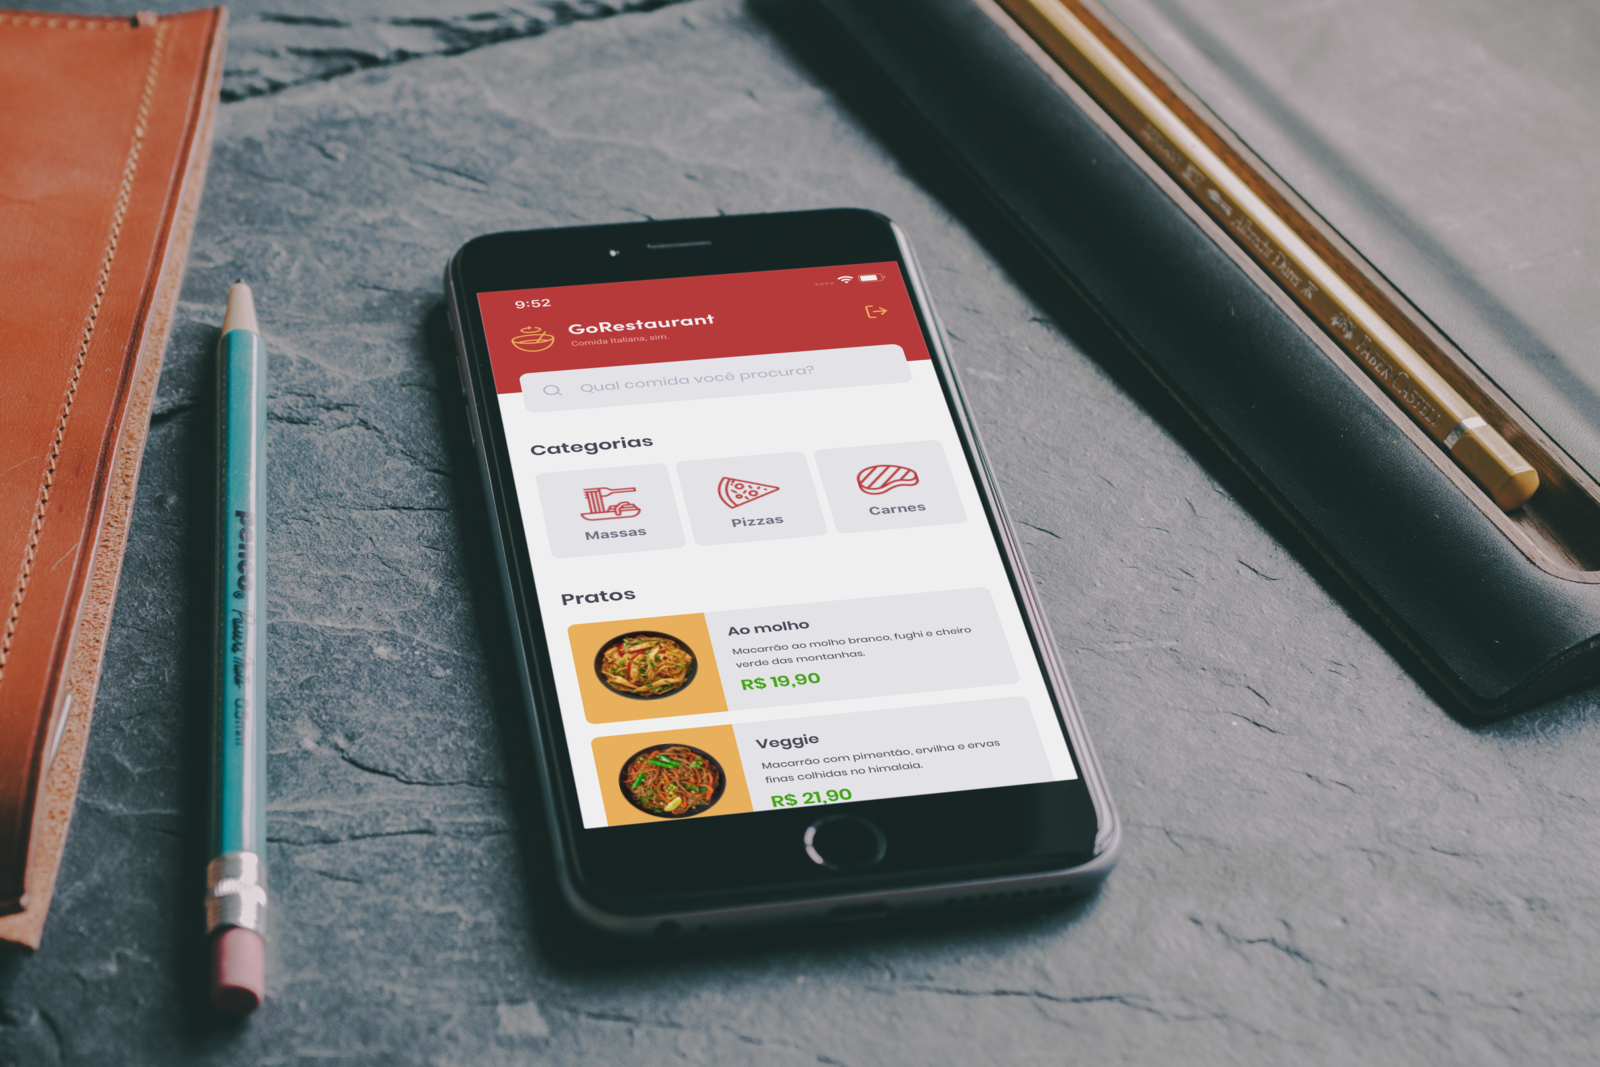 9:52
GoRestaurant
Comida Italiana, sim.
Qual comida você procura?
Categorias
Massas
Pizzas
Carnes
Pratos
Ao molho
Macarrão ao molho branco, fughi e cheiro
verde das montanhas.
R$ 19,90
Veggie
Macarrão com pimentão, ervilha e ervas
finas colhidas no himalaia.
R$ 21,90
FABER CASTELL